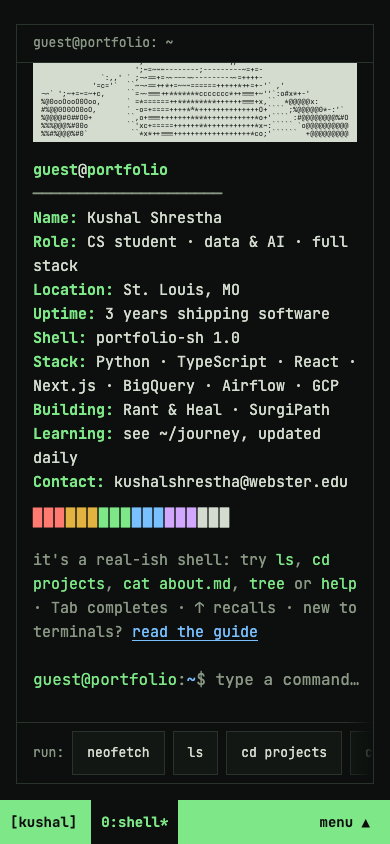 guest@portfolio: ~
guest@portfolio
Name: Kushal Shrestha
Role: CS student · data & AI · full
stack
Location: St. Louis, MO
Uptime: 3 years shipping software
Shell: portfolio-sh 1.0
Stack: Python · TypeScript · React ·
Next.js · BigQuery · Airflow · GCP
Building: Rant & Heal · SurgiPath
Learning: see ~/journey, updated
daily
Contact: kushalshrestha@webster.edu
it's a real-ish shell: try ls, cd
projects, cat about.md, tree or help
· Tab completes · ↑ recalls · new to
terminals? read the guide
guest@portfolio:~$ type a command…
run: neofetch ls cd projects
[kushal] 0:shell* menu ▲